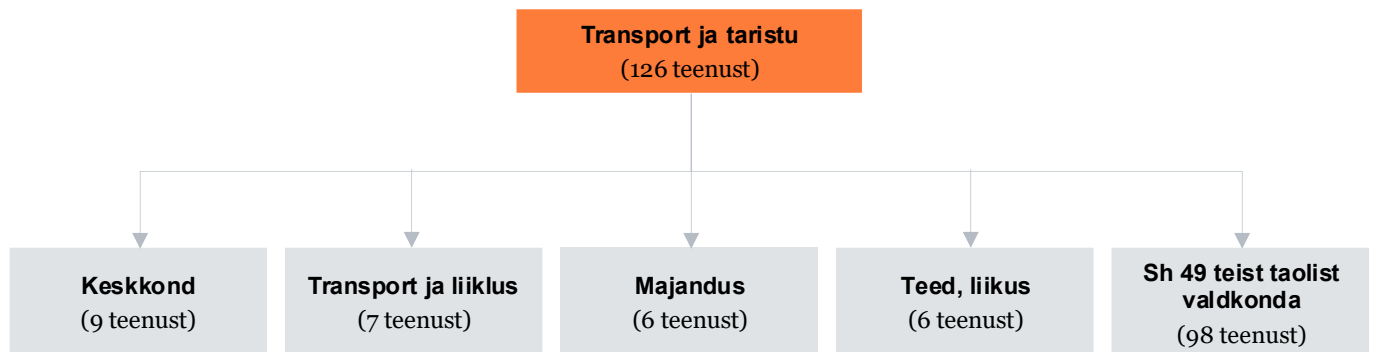 Transport ja taristu
(126 teenust)
Keskkond
(9 teenust)
Transport ja liiklus
(7 teenust)
Majandus
(6 teenust)
Teed, liikus
(6 teenust)
Sh 49 teist taolist
valdkonda
(98 teenust)